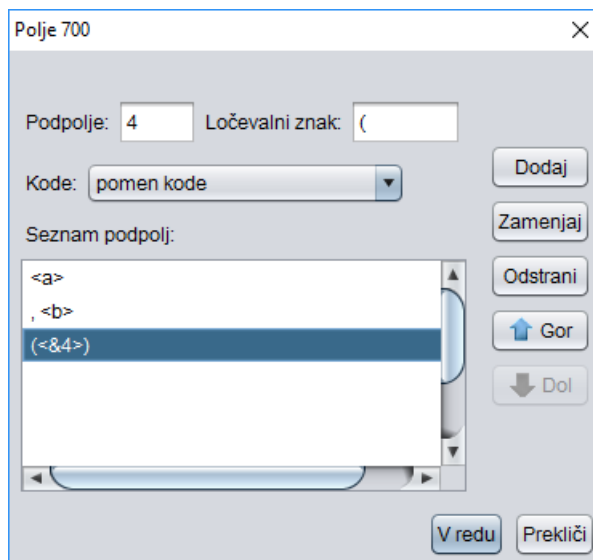 Polje 700
Podpolje: 4 Ločevalni znak: (
Kode: pomen kode
Seznam podpolj:
<a>
, <b>
(<&4>)
Dodaj
Zamenjaj
Odstrani
Gor
Dol
V redu Prekliči